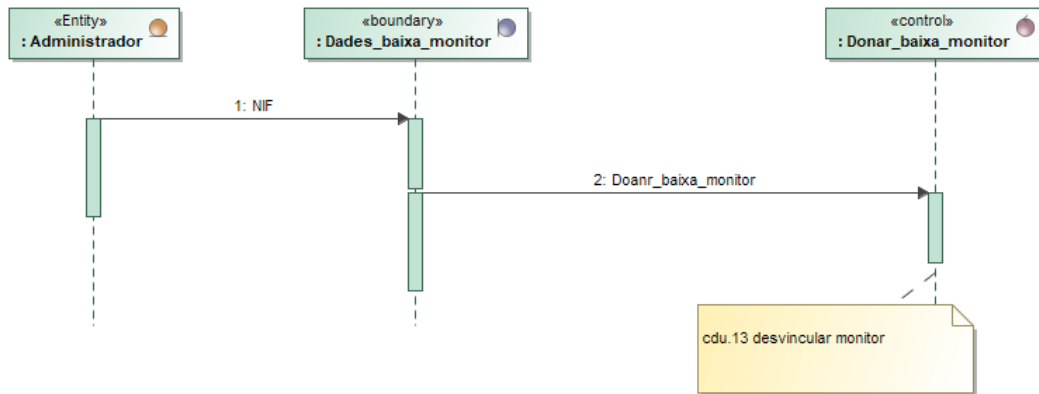 «Entity»
: Administrador
«boundary»
: Dades_baixa_monitor
«control»
: Donar_baixa_monitor
1: NIF
2: Doanr_baixa_monitor
cdu.13 desvincular monitor